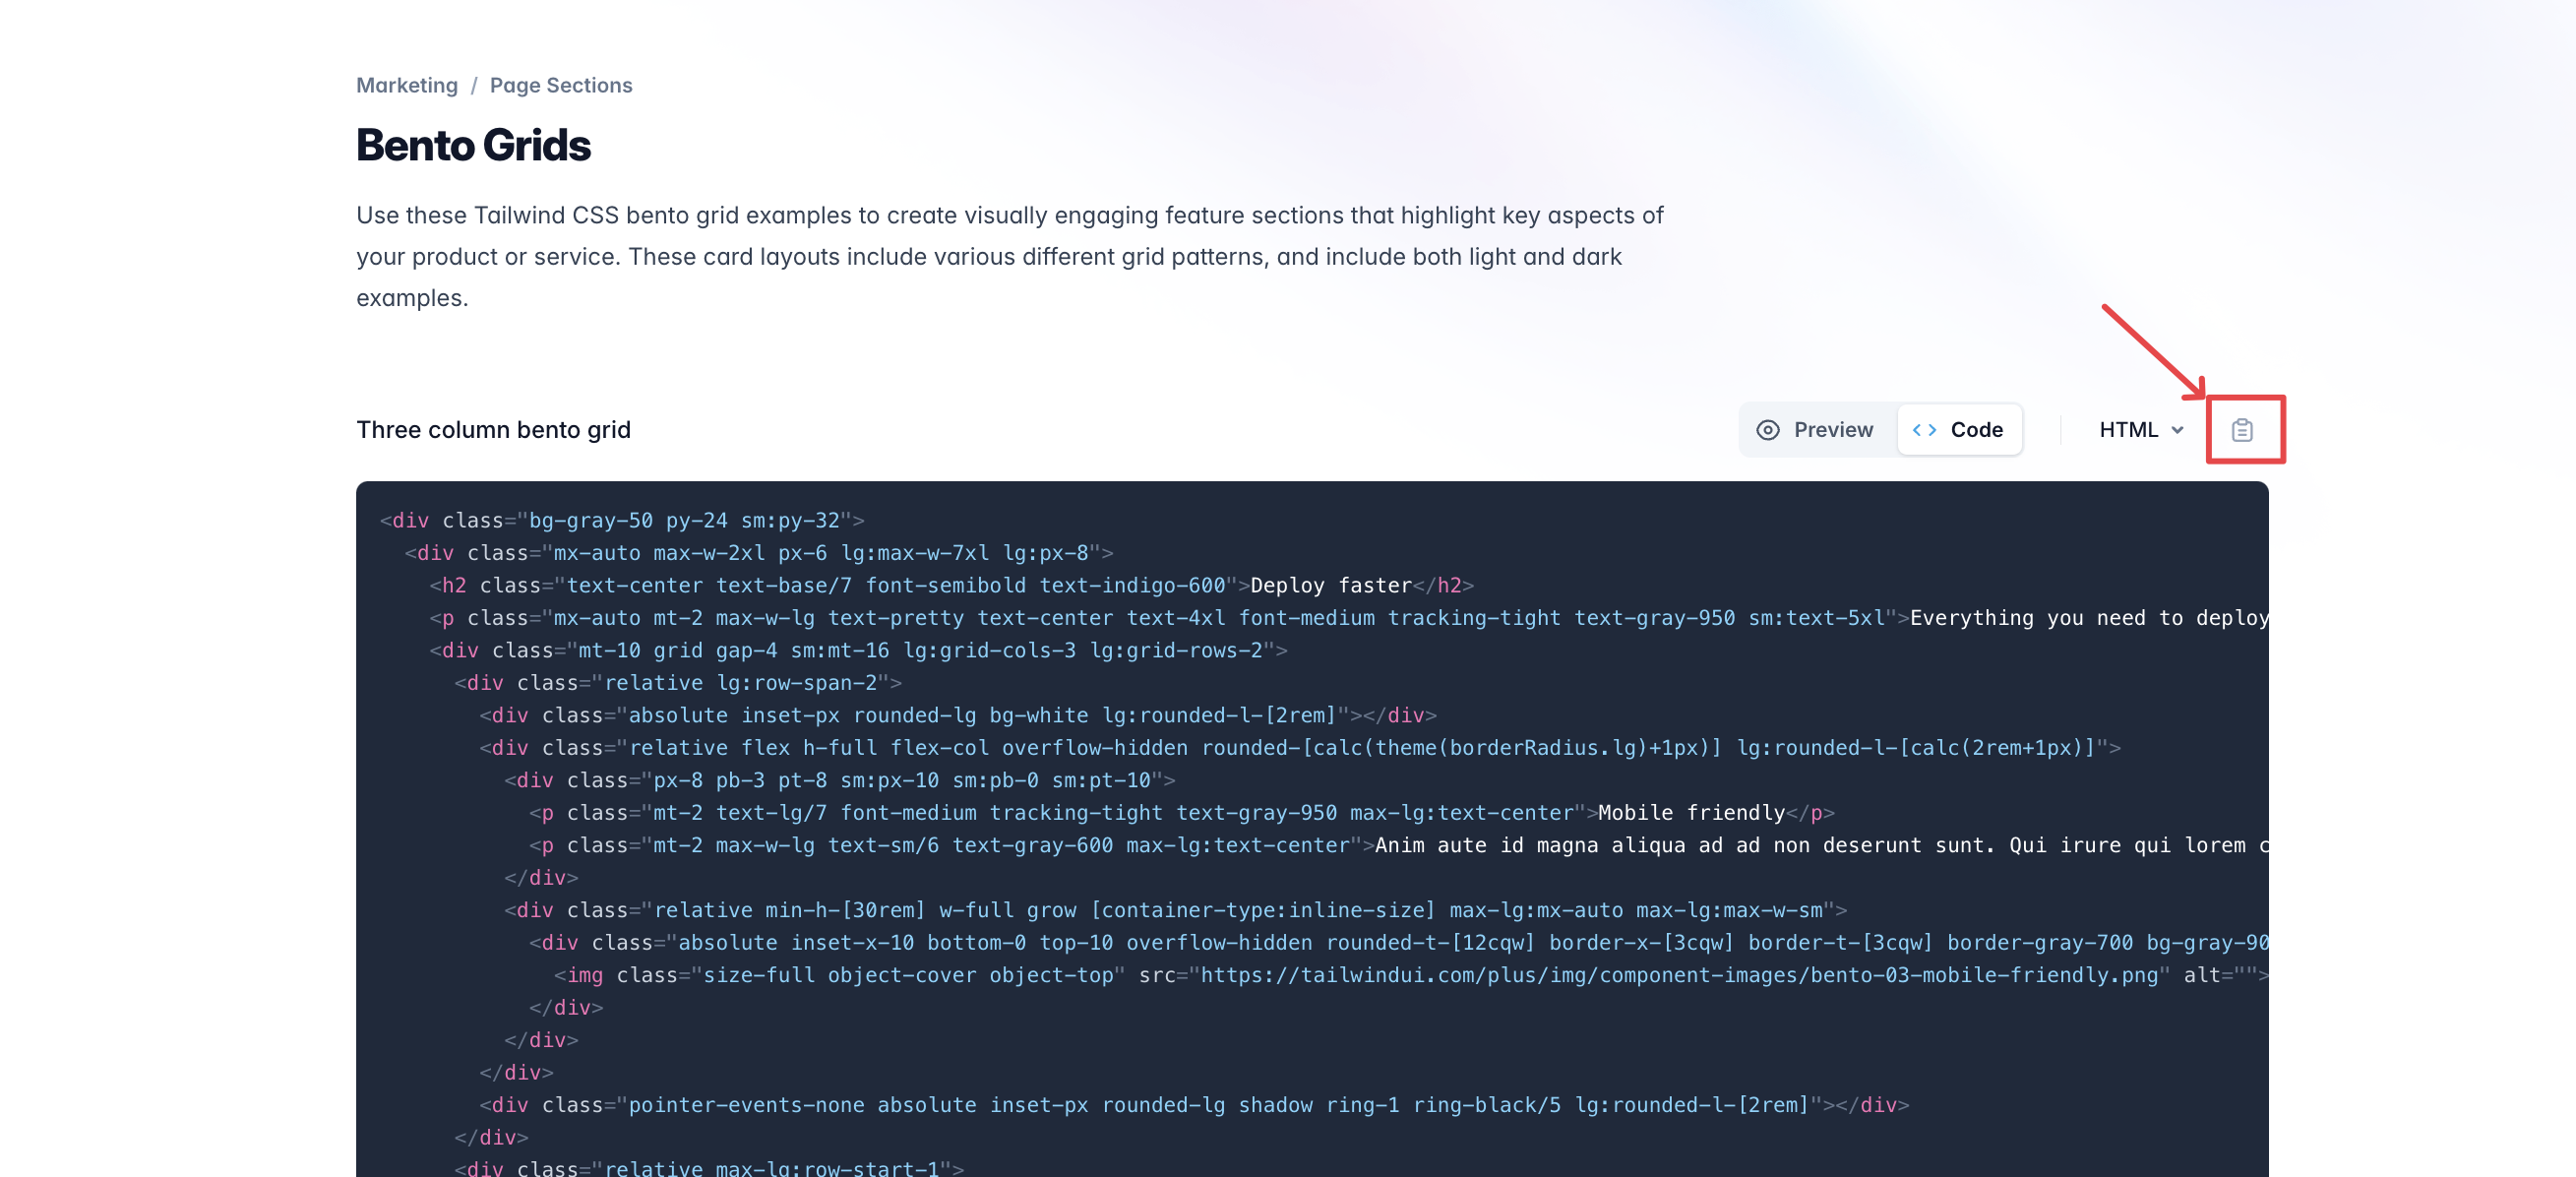 Marketing / Page Sections
Bento Grids
Use these Tailwind CSS bento grid examples to create visually engaging feature sections that highlight key aspects of
your product or service. These card layouts include various different grid patterns, and include both light and dark
examples.
Three column bento grid
Preview
Code
HTML
<div class="bg-gray-50 py-24 sm:py-32">
  <div class="mx-auto max-w-2xl px-6 lg:max-w-7xl lg:px-8">
    <h2 class="text-center text-base/7 font-semibold text-indigo-600">Deploy faster</h2>
    <p class="mx-auto mt-2 max-w-lg text-pretty text-center text-4xl font-medium tracking-tight text-gray-950 sm:text-5xl">Everything you need to deploy
    <div class="mt-10 grid gap-4 sm:mt-16 lg:grid-cols-3 lg:grid-rows-2">
      <div class="relative lg:row-span-2">
        <div class="absolute inset-px rounded-lg bg-white lg:rounded-l-[2rem]"></div>
        <div class="relative flex h-full flex-col overflow-hidden rounded-[calc(theme(borderRadius.lg)+1px)] lg:rounded-l-[calc(2rem+1px)]">
          <div class="px-8 pb-3 pt-8 sm:px-10 sm:pb-0 sm:pt-10">
            <p class="mt-2 text-lg/7 font-medium tracking-tight text-gray-950 max-lg:text-center">Mobile friendly</p>
            <p class="mt-2 max-w-lg text-sm/6 text-gray-600 max-lg:text-center">Anim aute id magna aliqua ad ad non deserunt sunt. Qui irure qui lorem c
          </div>
          <div class="relative min-h-[30rem] w-full grow [container-type:inline-size] max-lg:mx-auto max-lg:max-w-sm">
            <div class="absolute inset-x-10 bottom-0 top-10 overflow-hidden rounded-t-[12cqw] border-x-[3cqw] border-t-[3cqw] border-gray-700 bg-gray-90
              <img class="size-full object-cover object-top" src="https://tailwindui.com/plus/img/component-images/bento-03-mobile-friendly.png" alt="">
            </div>
          </div>
        </div>
        <div class="pointer-events-none absolute inset-px rounded-lg shadow ring-1 ring-black/5 lg:rounded-l-[2rem]"></div>
      </div>
      <div class="relative max-lg:row-start-1">